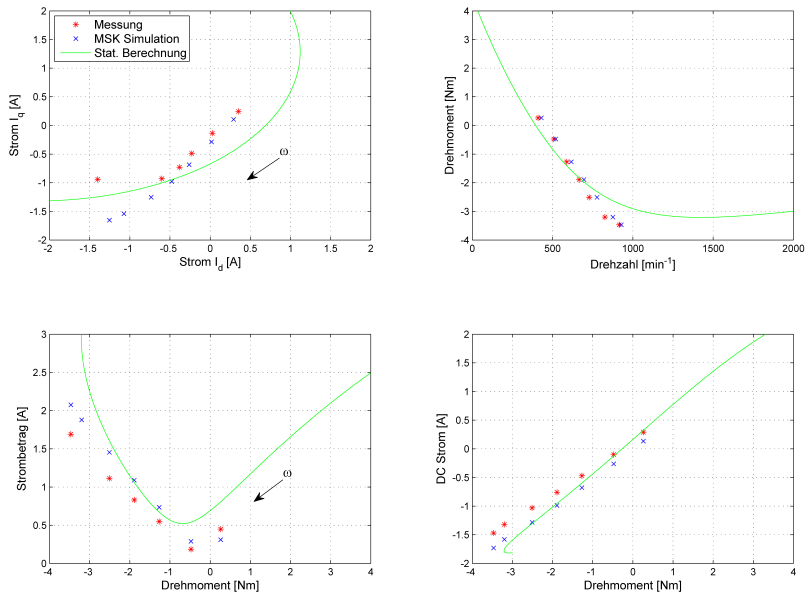 Messung
MSK Simulation
Stat. Berechnung
Strom I_q [A]
2
1.5
1
0.5
0
-0.5
-1
-1.5
-2
ω
-2 -1.5 -1 -0.5 0 0.5 1 1.5 2
Strom I_d [A]
Drehmoment [Nm]
4
3
2
1
0
-1
-2
-3
-4
0 500 1000 1500 2000
Drehzahl [min⁻¹]
Strombetrag [A]
3
2.5
2
1.5
1
0.5
0
ω
-4 -3 -2 -1 0 1 2 3 4
Drehmoment [Nm]
DC Strom [A]
2
1.5
1
0.5
0
-0.5
-1
-1.5
-2
-4 -3 -2 -1 0 1 2 3 4
Drehmoment [Nm]